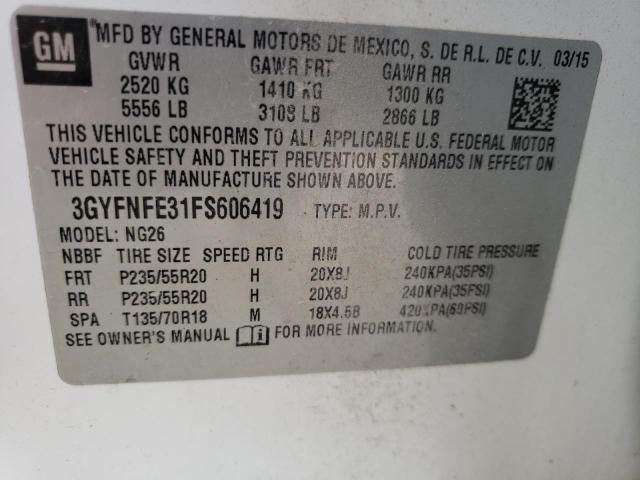 GM
MFD BY GENERAL MOTORS DE MEXICO, S. DE R.L. DE C.V. 03/15
GVWR GAWR FRT GAWR RR
2520 KG 1410 KG 1300 KG
5556 LB 3108 LB 2866 LB
THIS VEHICLE CONFORMS TO ALL APPLICABLE U.S. FEDERAL MOTOR
VEHICLE SAFETY AND THEFT PREVENTION STANDARDS IN EFFECT ON
THE DATE OF MANUFACTURE SHOWN ABOVE.
3GYFNFE31FS606419 TYPE: M.P.V.
MODEL: NG26
NBBF TIRE SIZE SPEED RTG RIM COLD TIRE PRESSURE
FRT P235/55R20 H 20X8J 240KPA(35PSI)
RR P235/55R20 H 20X8J 240KPA(35PSI)
SPA T135/70R18 M 18X4.5B 420KPA(60PSI)
SEE OWNER'S MANUAL FOR MORE INFORMATION.